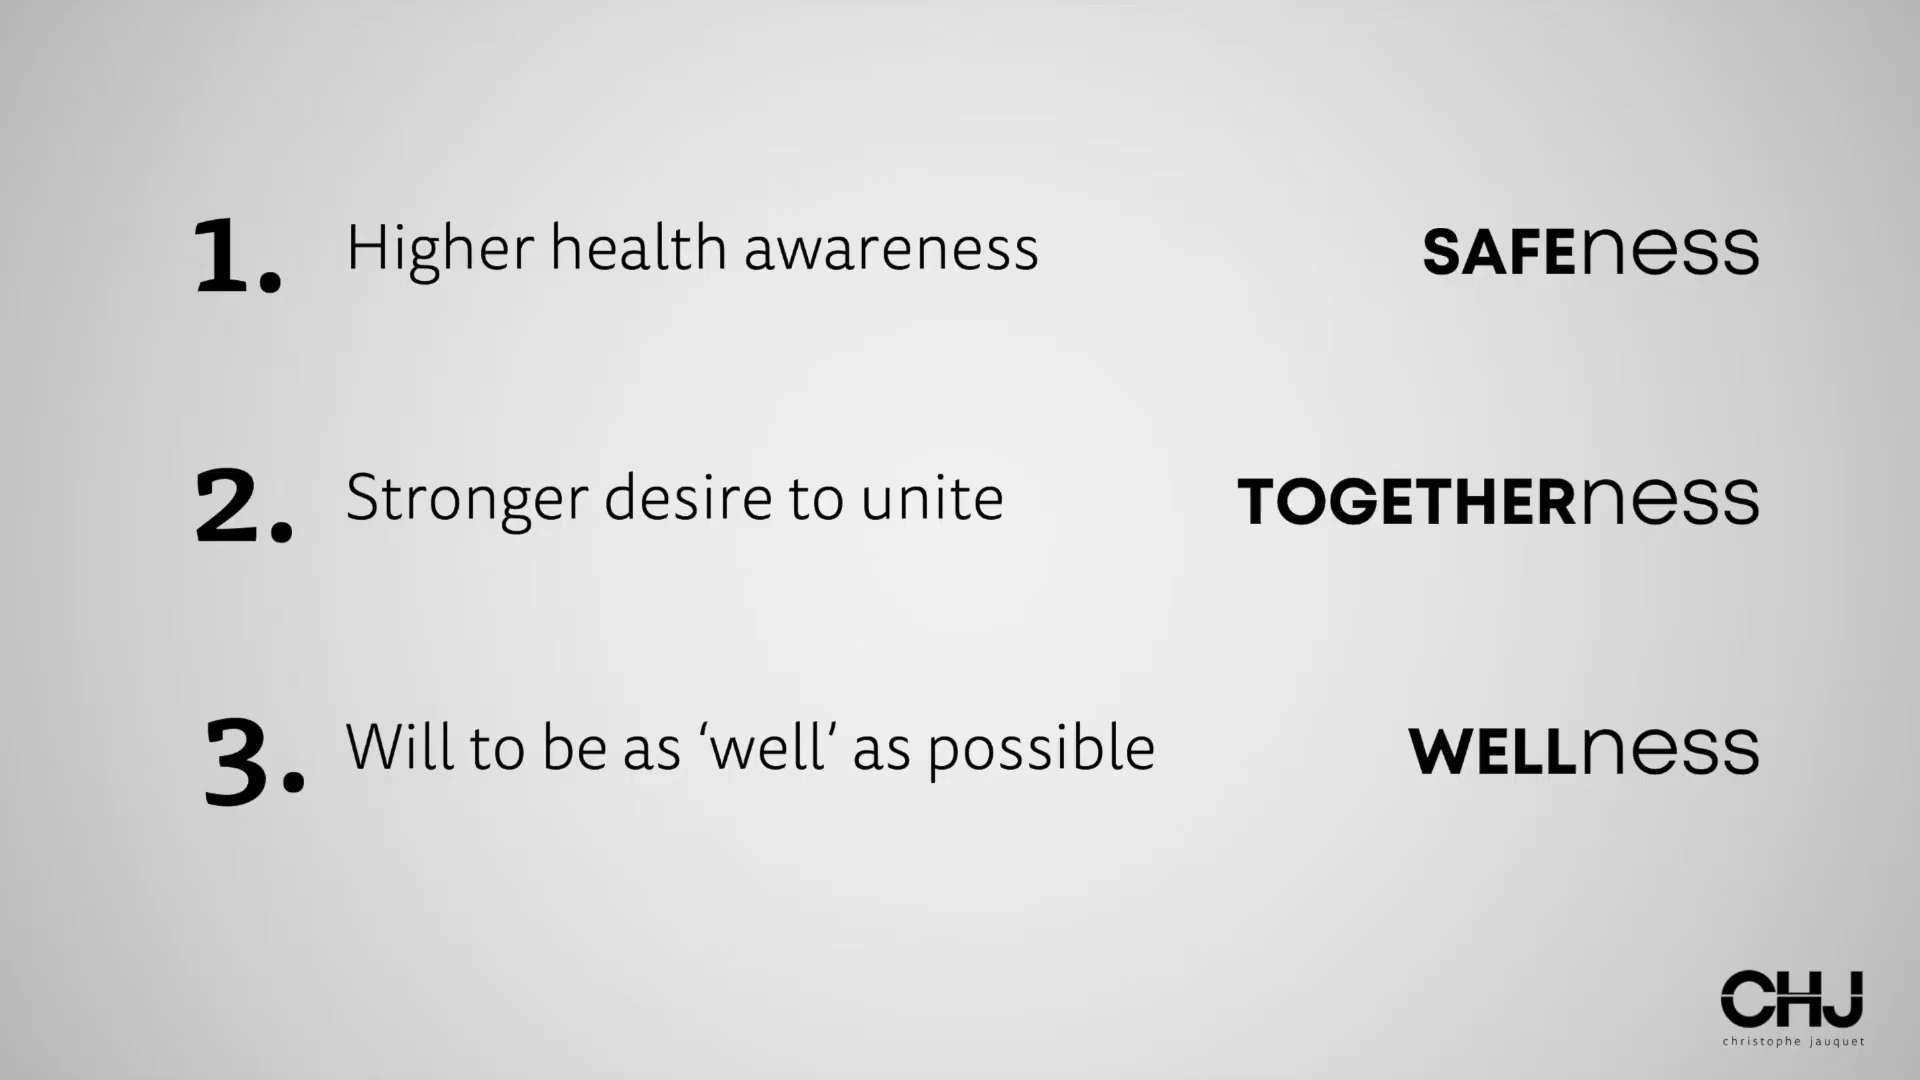 1. Higher health awareness SAFEness
2. Stronger desire to unite TOGETHERness
3. Will to be as ‘well’ as possible WELLness
CHJ
christophe jauquet